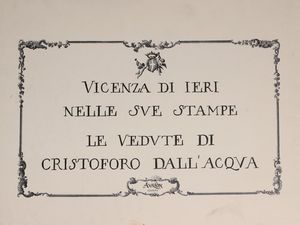 VICENZA DI IERI
NELLE SVE STAMPE
LE VEDVTE DI
CRISTOFORO DALL'ACQVA